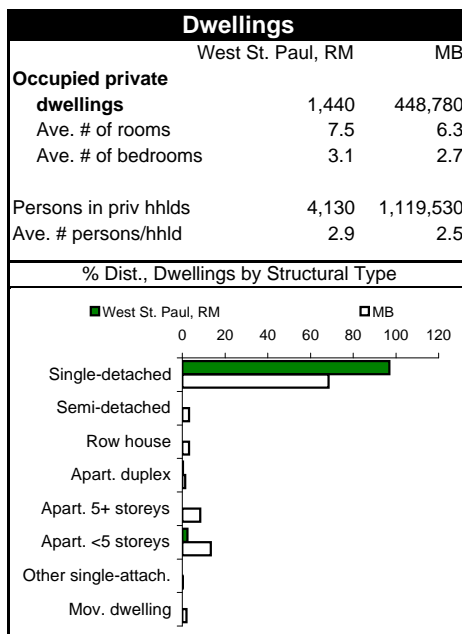 Dwellings
West St. Paul, RM MB
Occupied private
dwellings 1,440 448,780
Ave. # of rooms 7.5 6.3
Ave. # of bedrooms 3.1 2.7
Persons in priv hhlds 4,130 1,119,530
Ave. # persons/hhld 2.9 2.5
% Dist., Dwellings by Structural Type
West St. Paul, RM MB
0 20 40 60 80 100 120
Single-detached
Semi-detached
Row house
Apart. duplex
Apart. 5+ storeys
Apart. <5 storeys
Other single-attach.
Mov. dwelling